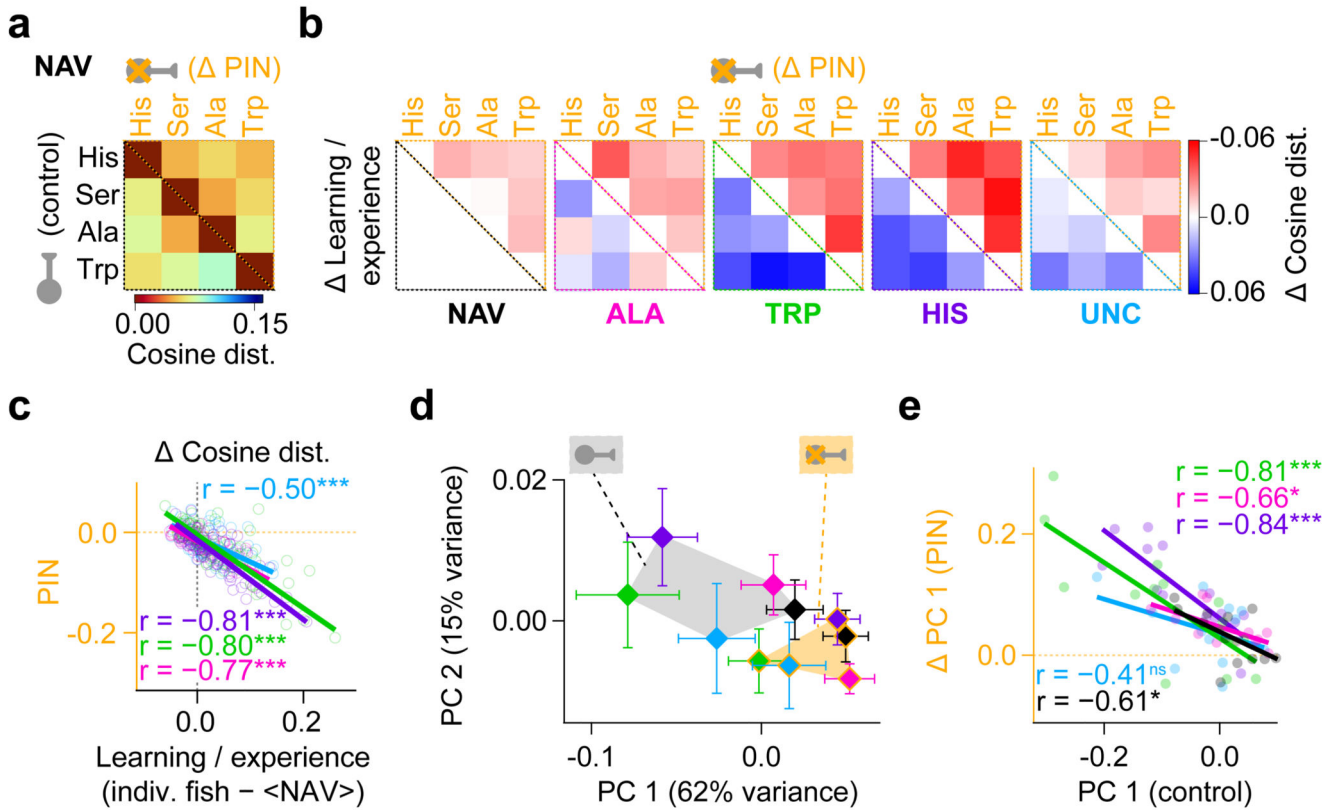 a
NAV
(Δ PIN)
His Ser Ala Trp
(control)
His
Ser
Ala
Trp
0.00 0.15
Cosine dist.
b
(Δ PIN)
His Ser Ala Trp His Ser Ala Trp His Ser Ala Trp His Ser Ala Trp His Ser Ala Trp
Δ Learning /
experience
NAV ALA TRP HIS UNC
-0.06
0.0
0.06
Δ Cosine dist.
c
Δ Cosine dist.
r = −0.50***
0.0
PIN
-0.2
r = −0.81***
r = −0.80***
r = −0.77***
0.0 0.2
Learning / experience
(indiv. fish − <NAV>)
d
0.02
PC 2 (15% variance)
0.00
-0.1 0.0
PC 1 (62% variance)
e
r = −0.81***
r = −0.66*
r = −0.84***
Δ PC 1 (PIN)
0.2
0.0
r = −0.41ns
r = −0.61*
-0.2 0.0
PC 1 (control)